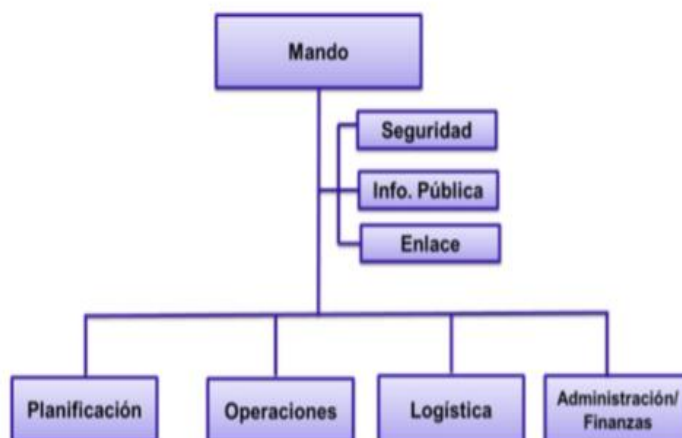 Mando
Seguridad
Info. Pública
Enlace
Planificación
Operaciones
Logística
Administración/
Finanzas